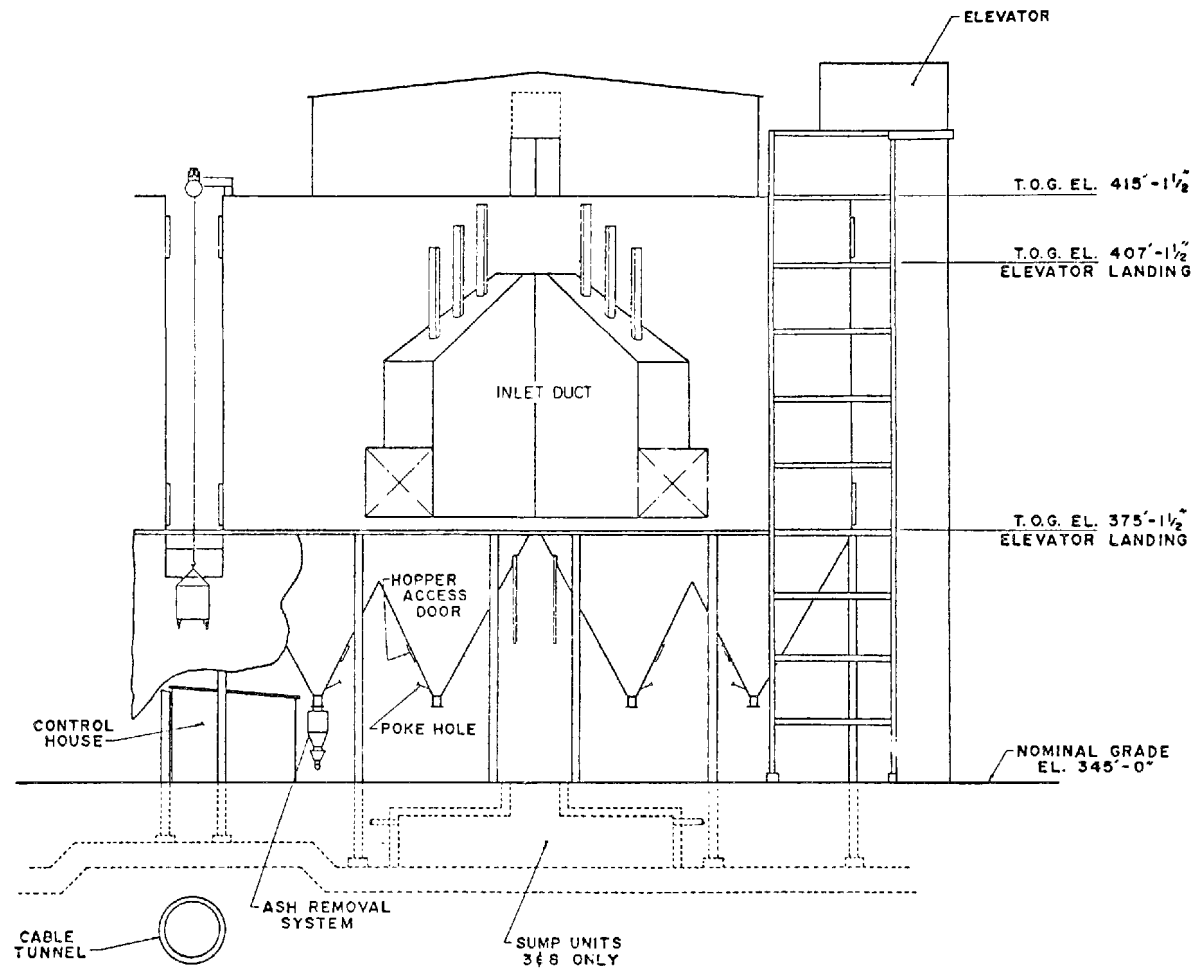 ELEVATOR
T.O.G. EL. 415'-1½"
T.O.G. EL. 407'-1½"
ELEVATOR LANDING
INLET DUCT
T.O.G. EL. 375'-1½"
ELEVATOR LANDING
HOPPER
ACCESS
DOOR
CONTROL
HOUSE
POKE HOLE
NOMINAL GRADE
EL. 345'-0"
ASH REMOVAL
SYSTEM
CABLE
TUNNEL
SUMP UNITS
3&8 ONLY